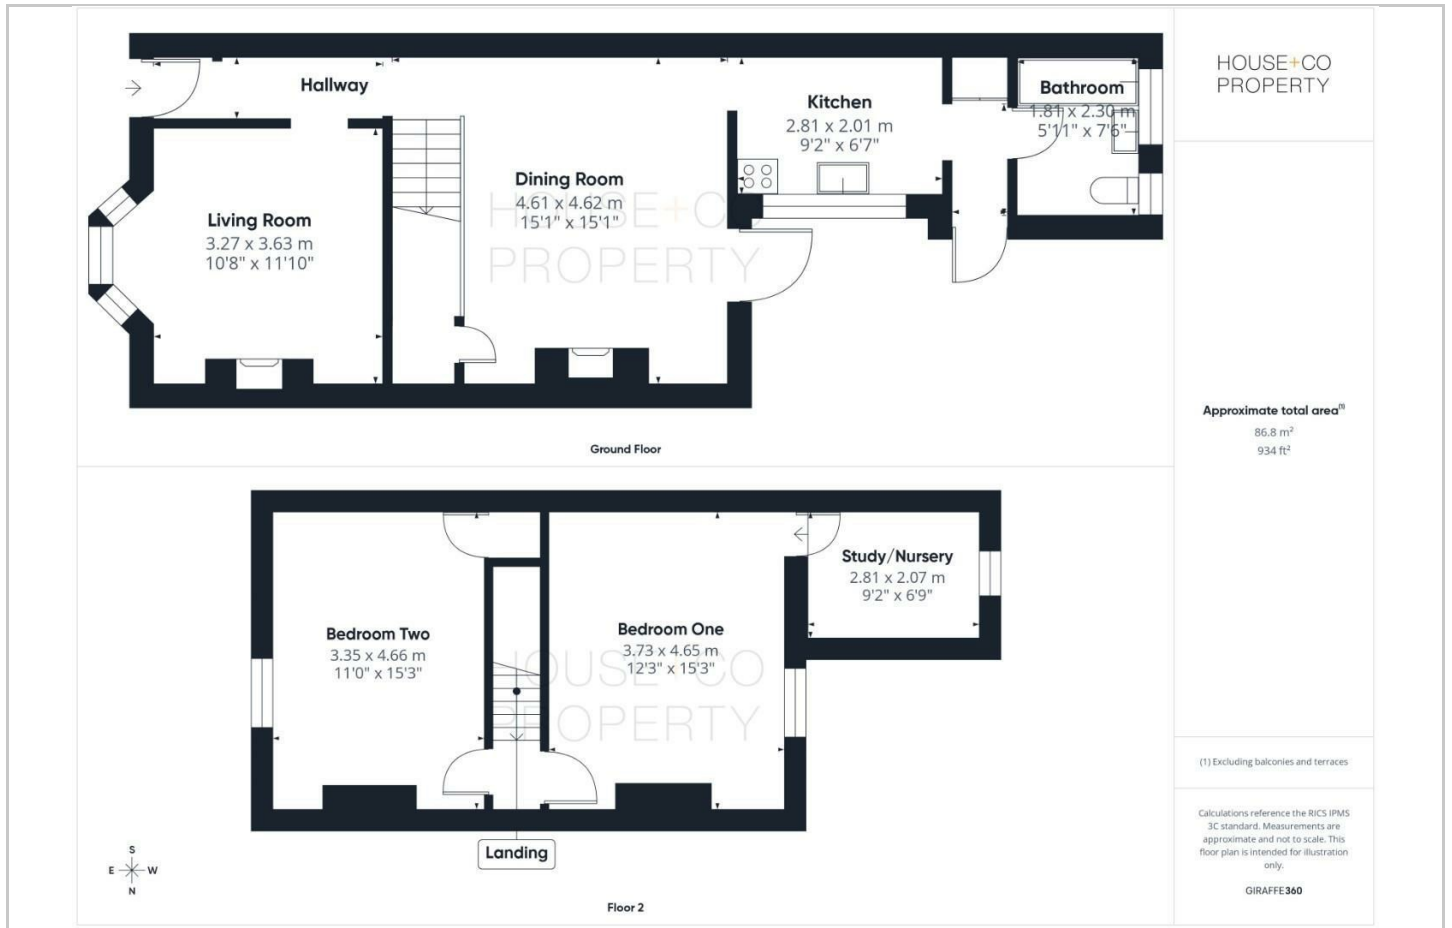 HOUSE+CO
PROPERTY
Hallway
Living Room
3.27 x 3.63 m
10'8" x 11'10"
Dining Room
4.61 x 4.62 m
15'1" x 15'1"
Kitchen
2.81 x 2.01 m
9'2" x 6'7"
Bathroom
1.81 x 2.30 m
5'11" x 7'6"
HOUSE+CO
PROPERTY
Ground Floor
Bedroom Two
3.35 x 4.66 m
11'0" x 15'3"
Bedroom One
3.73 x 4.65 m
12'3" x 15'3"
Study/Nursery
2.81 x 2.07 m
9'2" x 6'9"
HOUSE+CO
PROPERTY
Landing
S
E W
N
Floor 2
Approximate total area(1)
86.8 m²
934 ft²
(1) Excluding balconies and terraces
Calculations reference the RICS IPMS
3C standard. Measurements are
approximate and not to scale. This
floor plan is intended for illustration
only.
GIRAFFE360